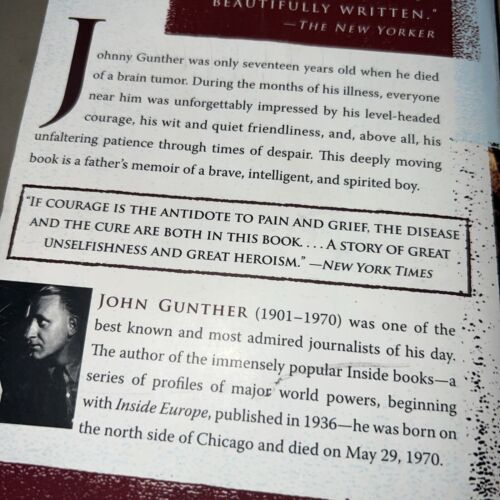 BEAUTIFULLY WRITTEN."
—THE NEW YORKER
Johnny Gunther was only seventeen years old when he died
of a brain tumor. During the months of his illness, everyone
near him was unforgettably impressed by his level-headed
courage, his wit and quiet friendliness, and, above all, his
unfaltering patience through times of despair. This deeply moving
book is a father's memoir of a brave, intelligent, and spirited boy.
"IF COURAGE IS THE ANTIDOTE TO PAIN AND GRIEF, THE DISEASE
AND THE CURE ARE BOTH IN THIS BOOK. . . . A STORY OF GREAT
UNSELFISHNESS AND GREAT HEROISM." —NEW YORK TIMES
JOHN GUNTHER (1901–1970) was one of the
best known and most admired journalists of his day.
The author of the immensely popular Inside books—a
series of profiles of major world powers, beginning
with Inside Europe, published in 1936—he was born on
the north side of Chicago and died on May 29, 1970.